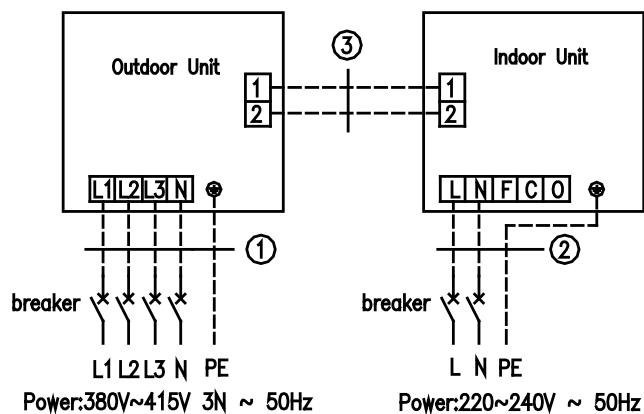 ③
Outdoor Unit
Indoor Unit
1
2
1
2
L1 L2 L3 N
L N F C O
①
②
breaker
breaker
L1 L2 L3 N PE
L N PE
Power:380V~415V 3N ~ 50Hz
Power:220~240V ~ 50Hz